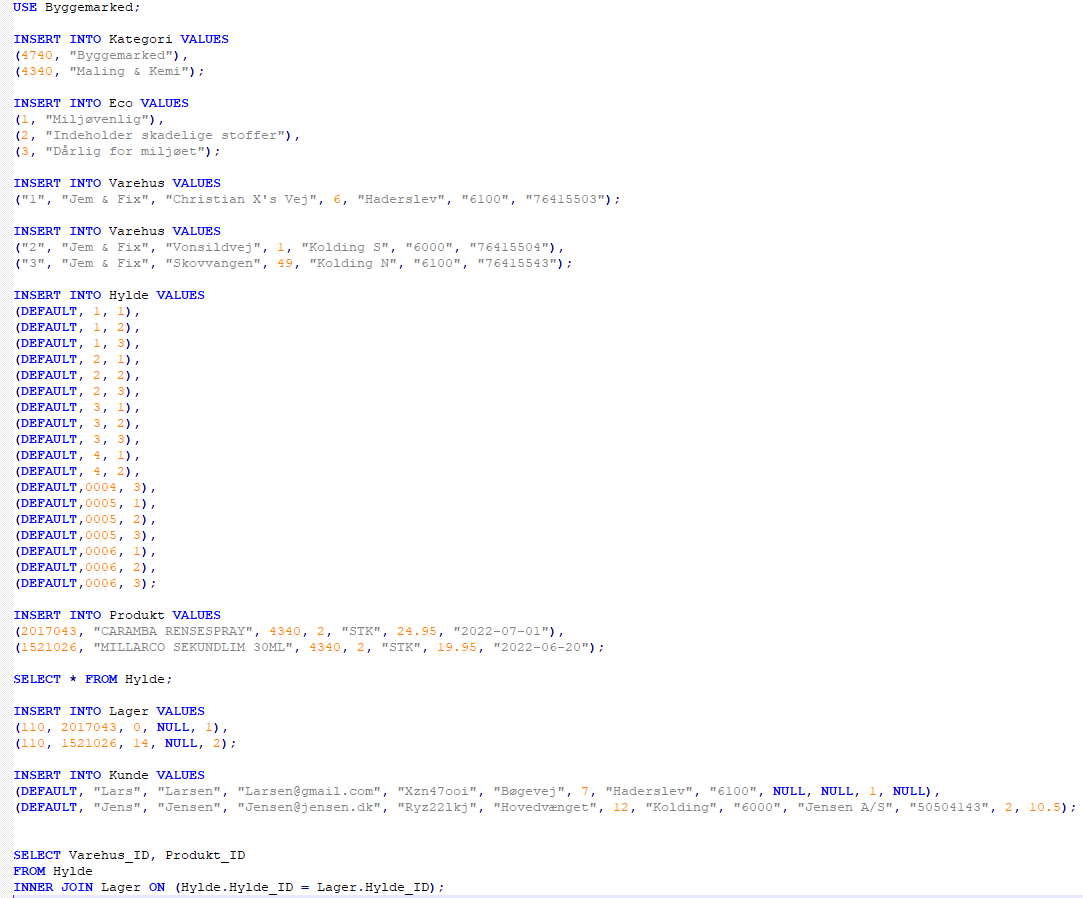 USE Byggemarked;
INSERT INTO Kategori VALUES
(4740, "Byggemarked"),
(4340, "Maling & Kemi");
INSERT INTO Eco VALUES
(1, "Miljøvenlig"),
(2, "Indeholder skadelige stoffer"),
(3, "Dårlig for miljøet");
INSERT INTO Varehus VALUES
("1", "Jem & Fix", "Christian X's Vej", 6, "Haderslev", "6100", "76415503");
INSERT INTO Varehus VALUES
("2", "Jem & Fix", "Vonsildvej", 1, "Kolding S", "6000", "76415504"),
("3", "Jem & Fix", "Skovvangen", 49, "Kolding N", "6100", "76415543");
INSERT INTO Hylde VALUES
(DEFAULT, 1, 1),
(DEFAULT, 1, 2),
(DEFAULT, 1, 3),
(DEFAULT, 2, 1),
(DEFAULT, 2, 2),
(DEFAULT, 2, 3),
(DEFAULT, 3, 1),
(DEFAULT, 3, 2),
(DEFAULT, 3, 3),
(DEFAULT, 4, 1),
(DEFAULT, 4, 2),
(DEFAULT,0004, 3),
(DEFAULT,0005, 1),
(DEFAULT,0005, 2),
(DEFAULT,0005, 3),
(DEFAULT,0006, 1),
(DEFAULT,0006, 2),
(DEFAULT,0006, 3);
INSERT INTO Produkt VALUES
(2017043, "CARAMBA RENSESPRAY", 4340, 2, "STK", 24.95, "2022-07-01"),
(1521026, "MILLARCO SEKUNDLIM 30ML", 4340, 2, "STK", 19.95, "2022-06-20");
SELECT * FROM Hylde;
INSERT INTO Lager VALUES
(110, 2017043, 0, NULL, 1),
(110, 1521026, 14, NULL, 2);
INSERT INTO Kunde VALUES
(DEFAULT, "Lars", "Larsen", "Larsen@gmail.com", "Xzn47ooi", "Bøgevej", 7, "Haderslev", "6100", NULL, NULL, 1, NULL),
(DEFAULT, "Jens", "Jensen", "Jensen@jensen.dk", "Ryz221kj", "Hovedvænget", 12, "Kolding", "6000", "Jensen A/S", "50504143", 2, 10.5);
SELECT Varehus_ID, Produkt_ID
FROM Hylde
INNER JOIN Lager ON (Hylde.Hylde_ID = Lager.Hylde_ID);